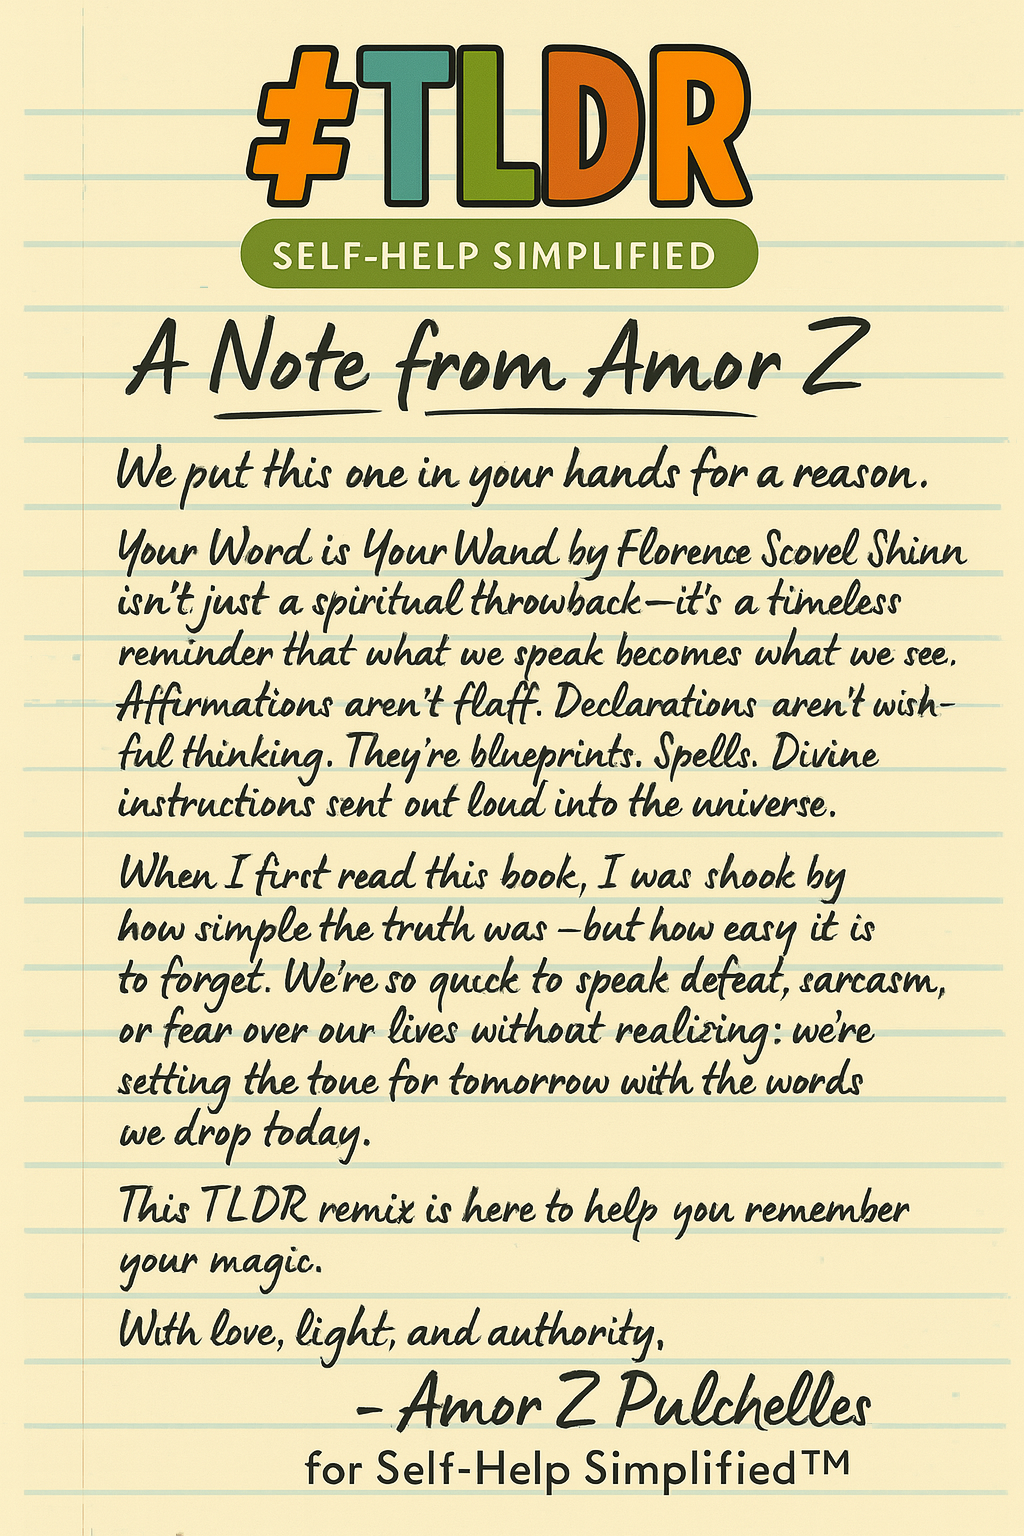 #TLDR
SELF-HELP SIMPLIFIED
A Note from Amor Z
We put this one in your hands for a reason.
Your Word is Your Wand by Florence Scovel Shinn
isn't just a spiritual throwback—it's a timeless
reminder that what we speak becomes what we see.
Affirmations aren't flaff. Declarations aren't wish-
ful thinking. They're blueprints. Spells. Divine
instructions sent out loud into the universe.
When I first read this book, I was shook by
how simple the truth was —but how easy it is
to forget. We're so quick to speak defeat, sarcasm,
or fear over our lives without realizing: we're
setting the tone for tomorrow with the words
we drop today.
This TLDR remix is here to help you remember
your magic.
With love, light, and authority,
– Amor Z Pulchelles
for Self-Help Simplified™